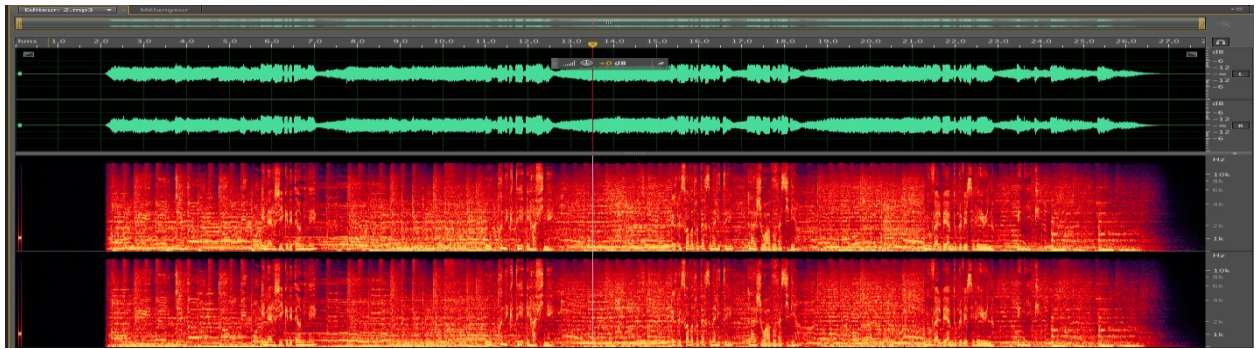 Editeur: 2.mp3 Mélangeur
hms 1,0 2,0 3,0 4,0 5,0 6,0 7,0 8,0 9,0 10,0 11,0 12,0 13,0 14,0 15,0 16,0 17,0 18,0 19,0 20,0 21,0 22,0 23,0 24,0 25,0 26,0 27,0
+0 dB
dB
-6
-12
-∞ L
-12
-6
dB
-6
-12
-∞ R
-12
-6
Hz
10k
8k
6k
4k
2k
1k
Hz
10k
8k
6k
4k
2k
1k